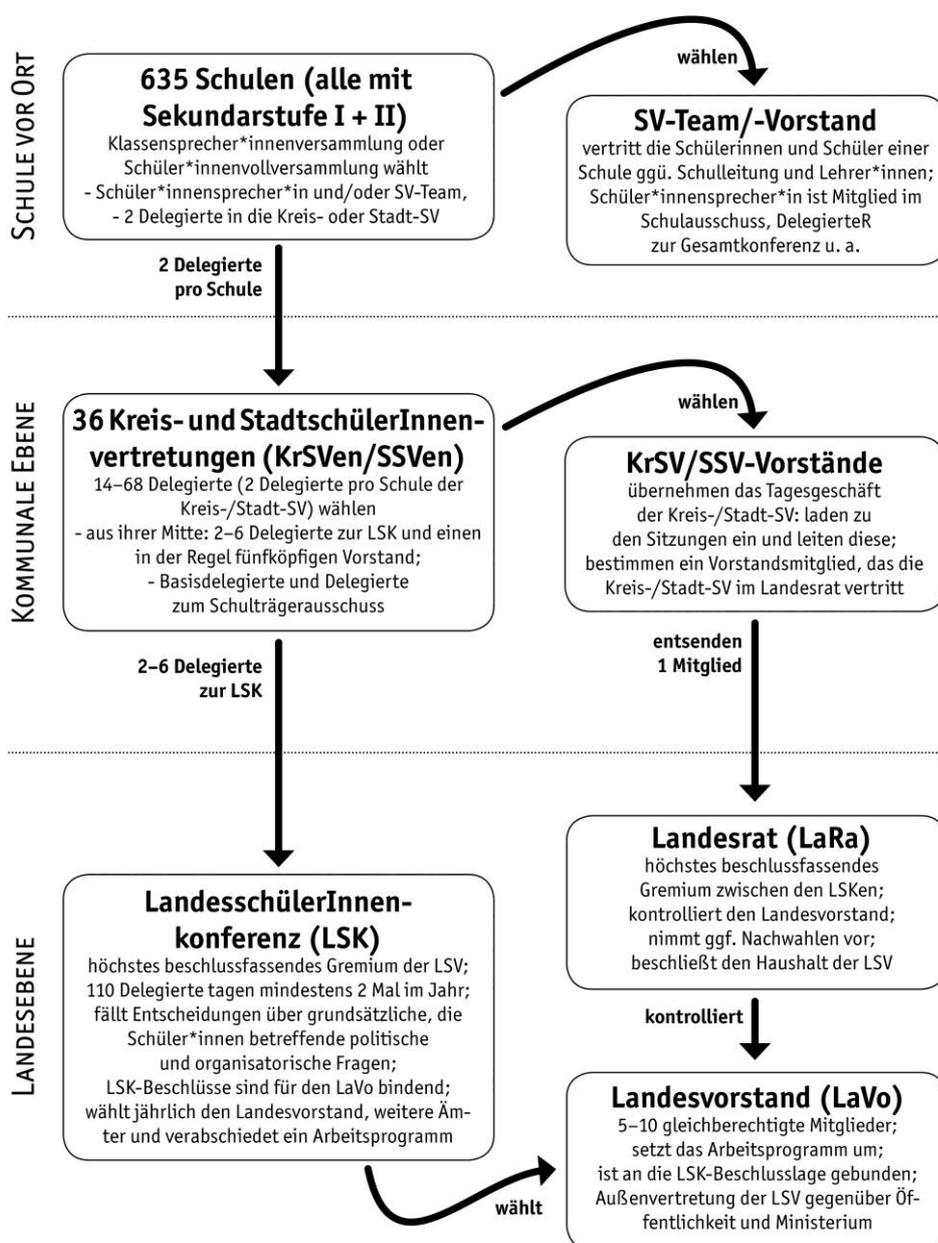 SCHULE VOR ORT
635 Schulen (alle mit
Sekundarstufe I + II)
Klassensprecher*innenversammlung oder
Schüler*innenvollversammlung wählt
- Schüler*innensprecher*in und/oder SV-Team,
- 2 Delegierte in die Kreis- oder Stadt-SV
wählen
SV-Team/-Vorstand
vertritt die Schülerinnen und Schüler einer
Schule ggü. Schulleitung und Lehrer*innen;
Schüler*innensprecher*in ist Mitglied im
Schulausschuss, DelegierteR
zur Gesamtkonferenz u. a.
2 Delegierte
pro Schule
KOMMUNALE EBENE
36 Kreis- und StadtschülerInnen-
vertretungen (KrSVen/SSVen)
14–68 Delegierte (2 Delegierte pro Schule der
Kreis-/Stadt-SV) wählen
- aus ihrer Mitte: 2–6 Delegierte zur LSK und einen
in der Regel fünfköpfigen Vorstand;
- Basisdelegierte und Delegierte
zum Schulträgerausschuss
wählen
KrSV/SSV-Vorstände
übernehmen das Tagesgeschäft
der Kreis-/Stadt-SV: laden zu
den Sitzungen ein und leiten diese;
bestimmen ein Vorstandsmitglied, das die
Kreis-/Stadt-SV im Landesrat vertritt
2–6 Delegierte
zur LSK
entsenden
1 Mitglied
LANDESEBENE
LandesschülerInnen-
konferenz (LSK)
höchstes beschlussfassendes Gremium der LSV;
110 Delegierte tagen mindestens 2 Mal im Jahr;
fällt Entscheidungen über grundsätzliche, die
Schüler*innen betreffende politische
und organisatorische Fragen;
LSK-Beschlüsse sind für den LaVo bindend;
wählt jährlich den Landesvorstand, weitere Äm-
ter und verabschiedet ein Arbeitsprogramm
Landesrat (LaRa)
höchstes beschlussfassendes
Gremium zwischen den LSKen;
kontrolliert den Landesvorstand;
nimmt ggf. Nachwahlen vor;
beschließt den Haushalt der LSV
kontrolliert
wählt
Landesvorstand (LaVo)
5–10 gleichberechtigte Mitglieder;
setzt das Arbeitsprogramm um;
ist an die LSK-Beschlusslage gebunden;
Außenvertretung der LSV gegenüber Öf-
fentlichkeit und Ministerium